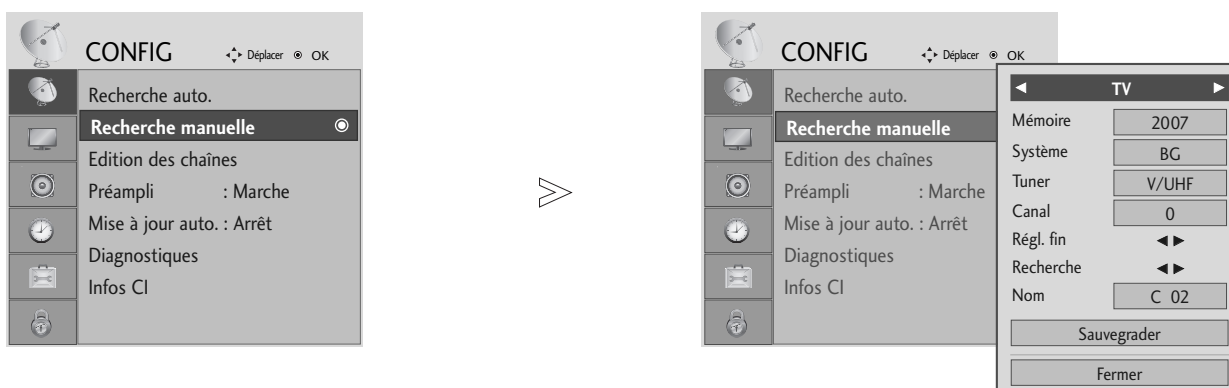 CONFIG Déplacer OK
Recherche auto.
Recherche manuelle
Edition des chaînes
Préampli : Marche
Mise à jour auto. : Arrêt
Diagnostiques
Infos CI
CONFIG Déplacer OK
Recherche auto.
Recherche manuelle
Edition des chaînes
Préampli : Marche
Mise à jour auto. : Arrêt
Diagnostiques
Infos CI
TV
Mémoire 2007
Système BG
Tuner V/UHF
Canal 0
Régl. fin
Recherche
Nom C 02
Sauvegrader
Fermer